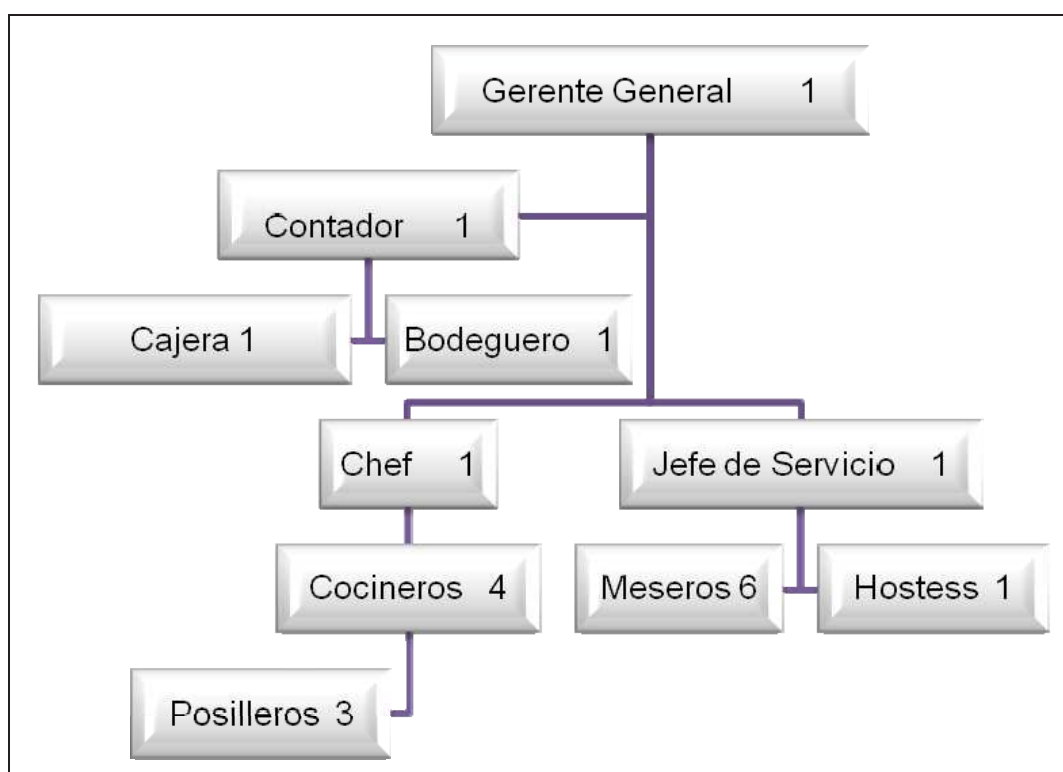 Gerente General 1
Contador 1
Cajera 1
Bodeguero 1
Chef 1
Jefe de Servicio 1
Cocineros 4
Meseros 6
Hostess 1
Posilleros 3